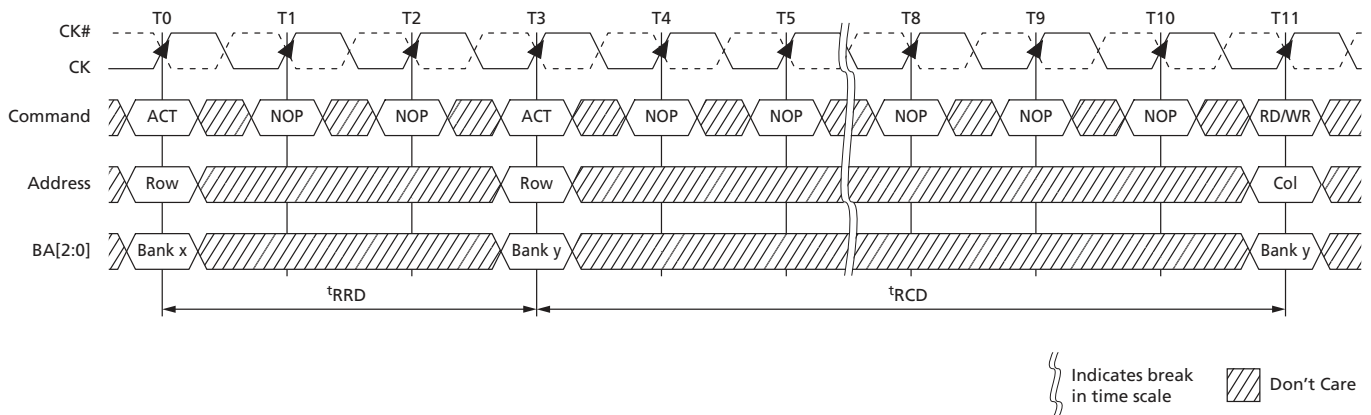 T0 T1 T2 T3 T4 T5 T8 T9 T10 T11
CK#
CK
Command ACT NOP NOP ACT NOP NOP NOP NOP NOP RD/WR
Address Row Row Col
BA[2:0] Bank x Bank y Bank y
tRRD tRCD
Indicates break
in time scale
Don't Care